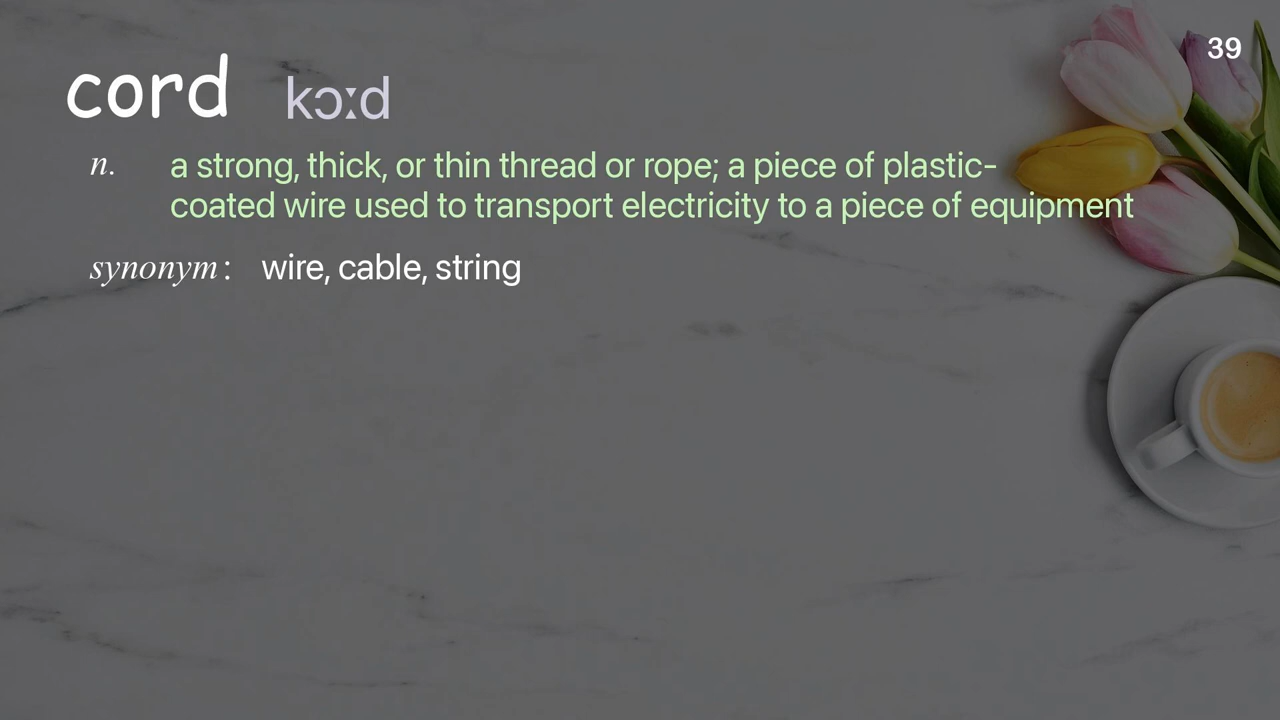 39
cord kɔːd
n. a strong, thick, or thin thread or rope; a piece of plastic-
coated wire used to transport electricity to a piece of equipment
synonym: wire, cable, string